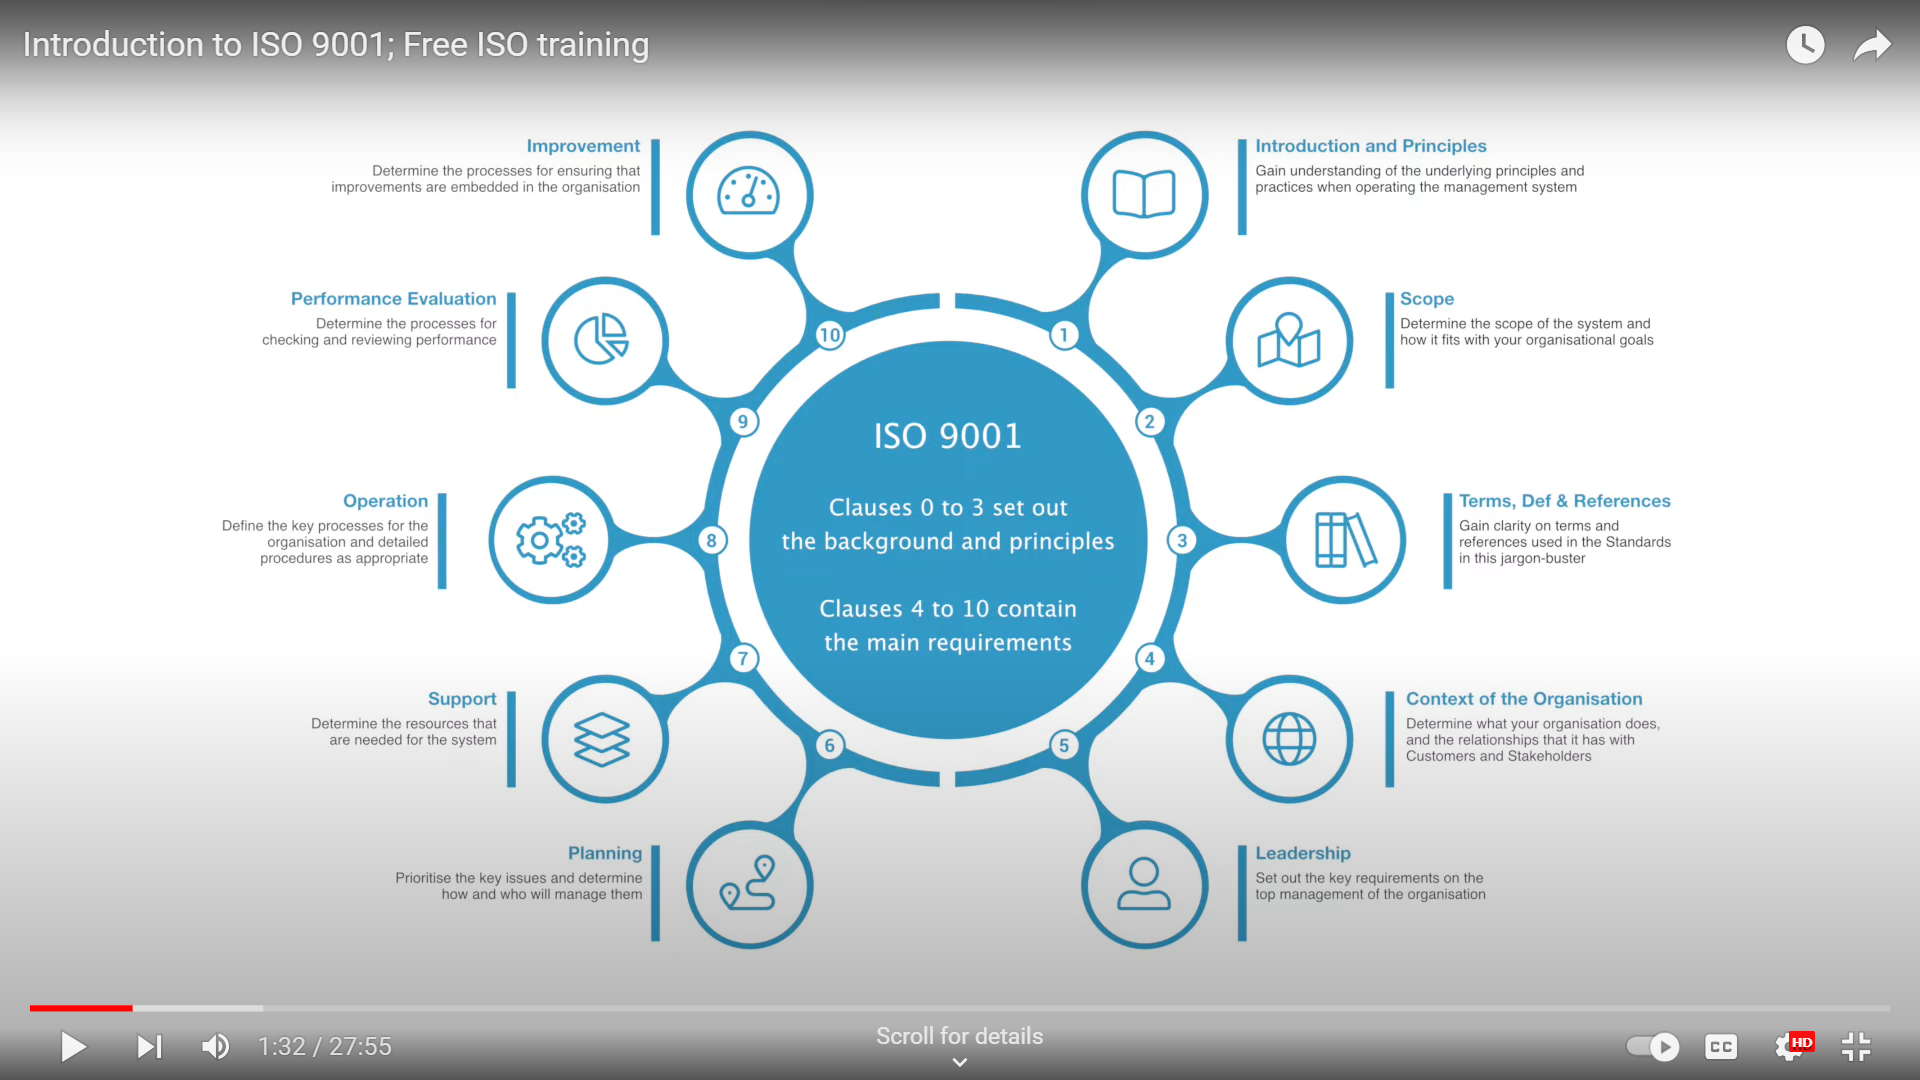 Introduction to ISO 9001; Free ISO training
Improvement
Determine the processes for ensuring that
improvements are embedded in the organisation
Introduction and Principles
Gain understanding of the underlying principles and
practices when operating the management system
Performance Evaluation
Determine the processes for
checking and reviewing performance
Scope
Determine the scope of the system and
how it fits with your organisational goals
10
1
9
2
ISO 9001
Clauses 0 to 3 set out
the background and principles
Clauses 4 to 10 contain
the main requirements
Operation
Define the key processes for the
organisation and detailed
procedures as appropriate
8
3
Terms, Def & References
Gain clarity on terms and
references used in the Standards
in this jargon-buster
7
4
Support
Determine the resources that
are needed for the system
6
5
Context of the Organisation
Determine what your organisation does,
and the relationships that it has with
Customers and Stakeholders
Planning
Prioritise the key issues and determine
how and who will manage them
Leadership
Set out the key requirements on the
top management of the organisation
1:32 / 27:55
Scroll for details
CC
HD